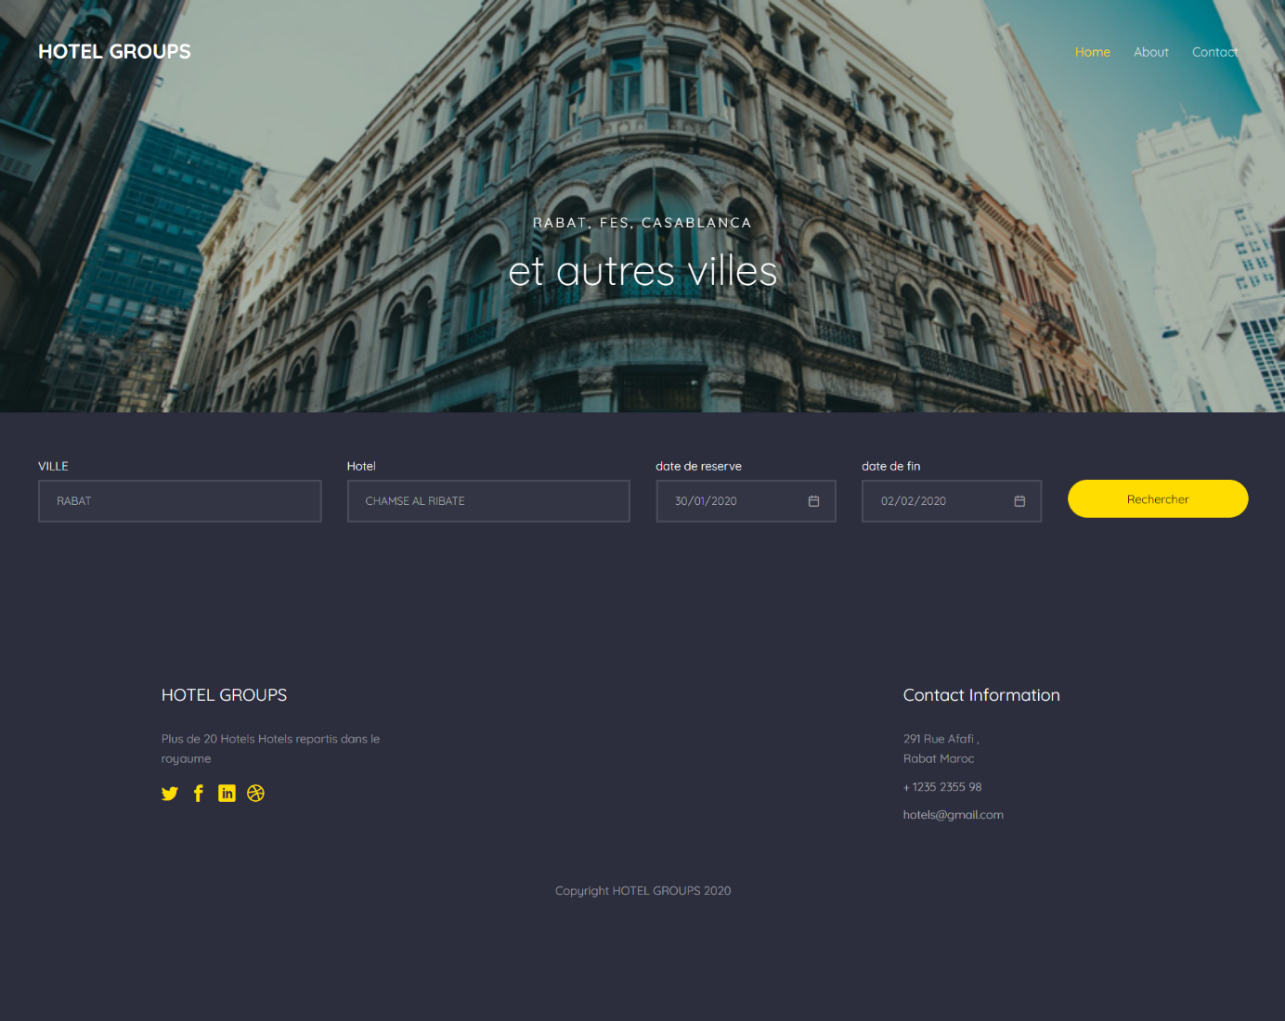 HOTEL GROUPS
Home About Contact
RABAT, FES, CASABLANCA
et autres villes
VILLE Hotel date de reserve date de fin
RABAT CHAMSE AL RIBATE 30/01/2020 02/02/2020 Rechercher
HOTEL GROUPS
Plus de 20 Hotels Hotels repartis dans le
royaume
Contact Information
291 Rue Afafi ,
Rabat Maroc
+ 1235 2355 98
hotels@gmail.com
Copyright HOTEL GROUPS 2020